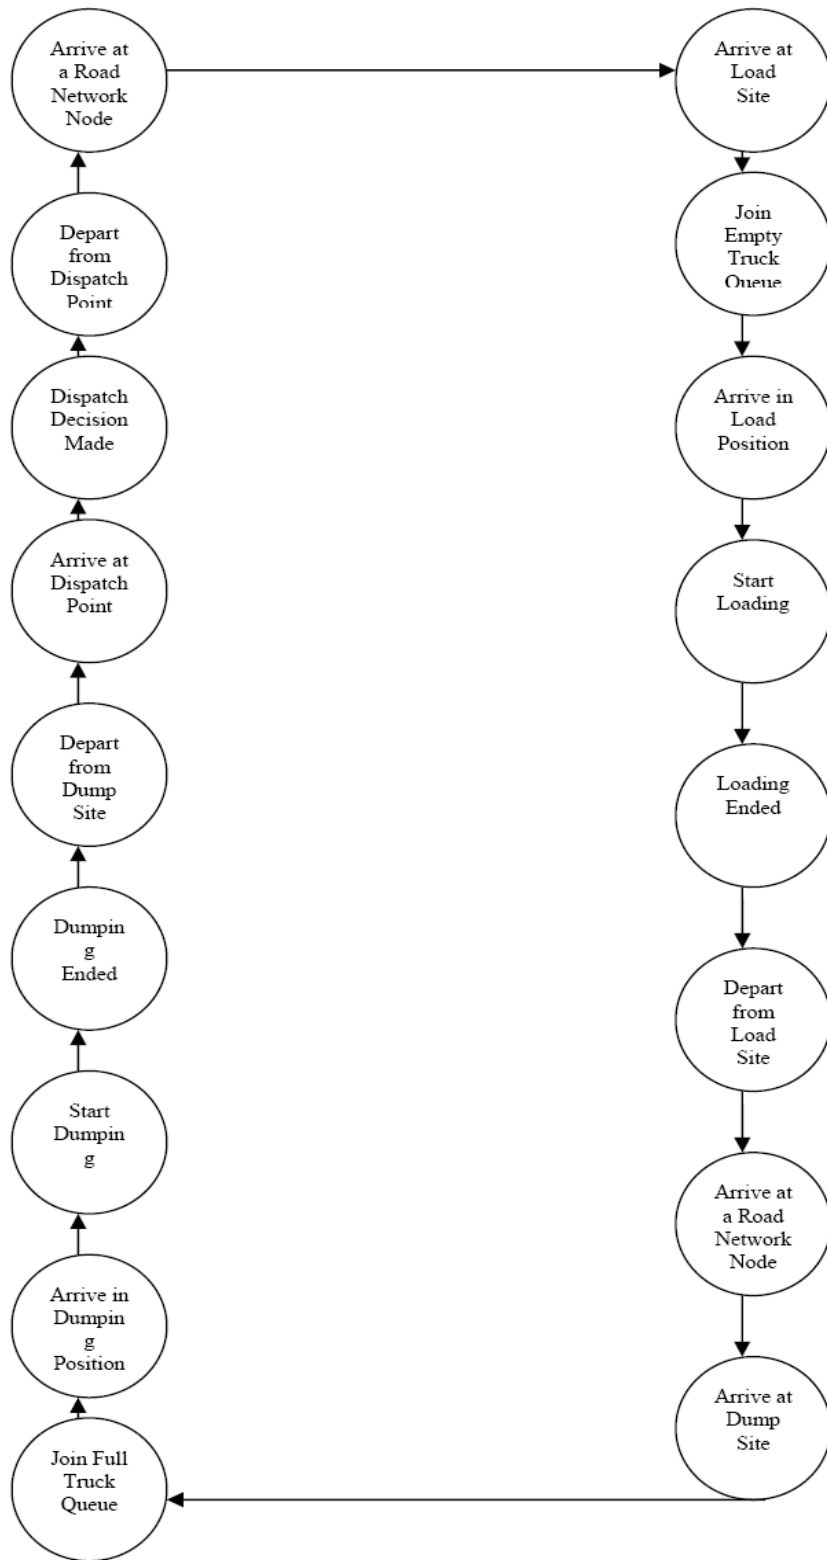 Arrive at
a Road
Network
Node
Depart
from
Dispatch
Point
Dispatch
Decision
Made
Arrive at
Dispatch
Point
Depart
from
Dump
Site
Dumpin
g
Ended
Start
Dumpin
g
Arrive in
Dumpin
g
Position
Join Full
Truck
Queue
Arrive at
Load
Site
Join
Empty
Truck
Queue
Arrive in
Load
Position
Start
Loading
Loading
Ended
Depart
from
Load
Site
Arrive at
a Road
Network
Node
Arrive at
Dump
Site